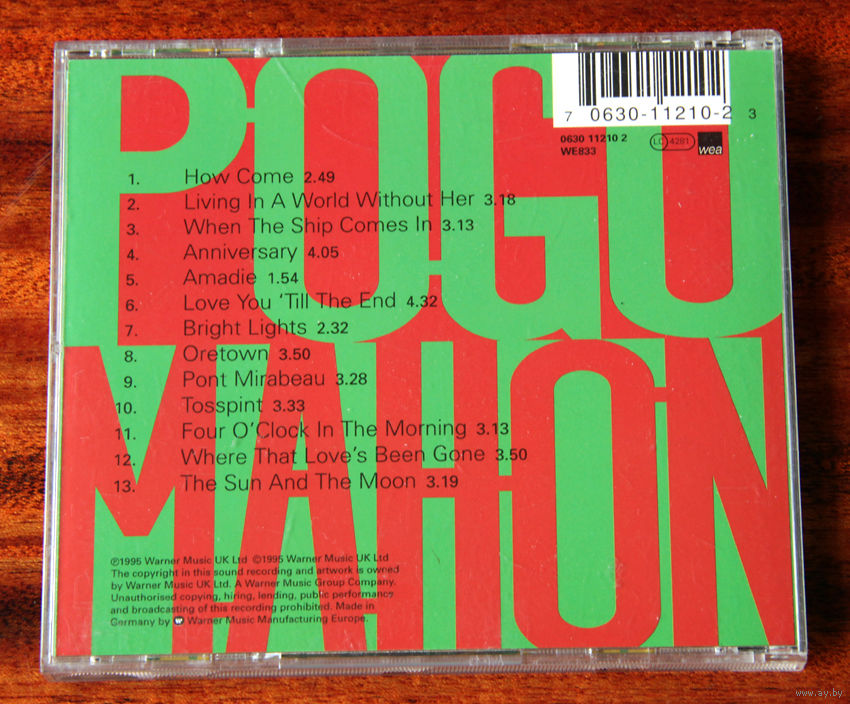 POGO
MAHON
7 0630-11210-2 3
0630 11210 2
WE833
LC 4281
wea
1. How Come 2.49
2. Living In A World Without Her 3.18
3. When The Ship Comes In 3.13
4. Anniversary 4.05
5. Amadie 1.54
6. Love You 'Till The End 4.32
7. Bright Lights 2.32
8. Oretown 3.50
9. Pont Mirabeau 3.28
10. Tosspint 3.33
11. Four O'Clock In The Morning 3.13
12. Where That Love's Been Gone 3.50
13. The Sun And The Moon 3.19
℗1995 Warner Music UK Ltd ©1995 Warner Music UK Ltd
The copyright in this sound recording and artwork is owned
by Warner Music UK Ltd. A Warner Music Group Company.
Unauthorised copying, hiring, lending, public performance
and broadcasting of this recording prohibited. Made in
Germany by Warner Music Manufacturing Europe.
www.ay.by